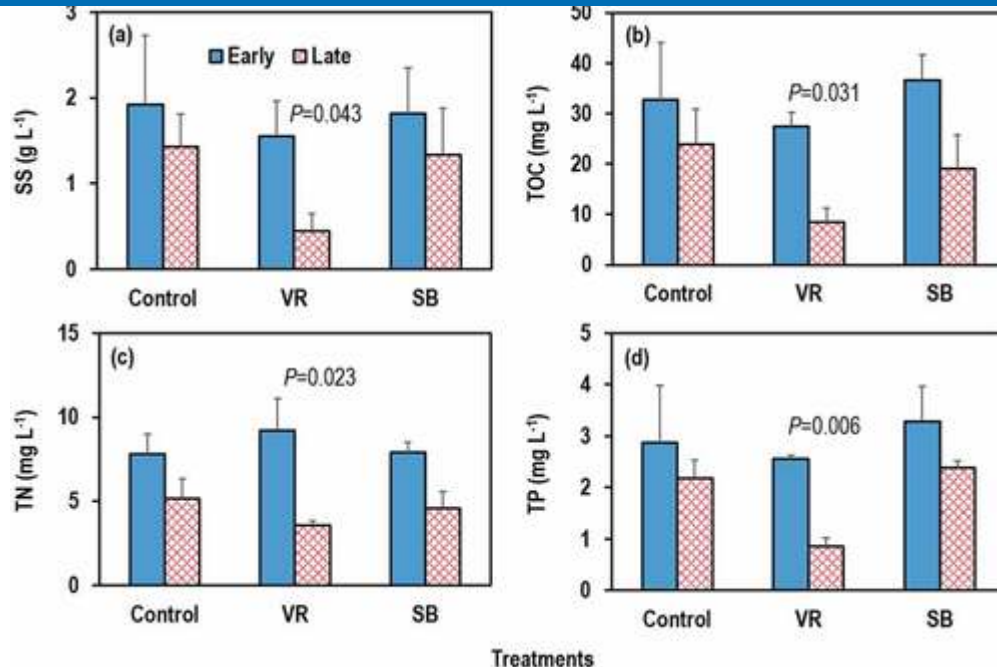 (a)
Early Late
P=0.043
SS (g L⁻¹)
3
2
1
0
Control VR SB
(b)
P=0.031
TOC (mg L⁻¹)
50
40
30
20
10
0
Control VR SB
(c)
P=0.023
TN (mg L⁻¹)
15
10
5
0
Control VR SB
(d)
P=0.006
TP (mg L⁻¹)
5
4
3
2
1
0
Control VR SB
Treatments